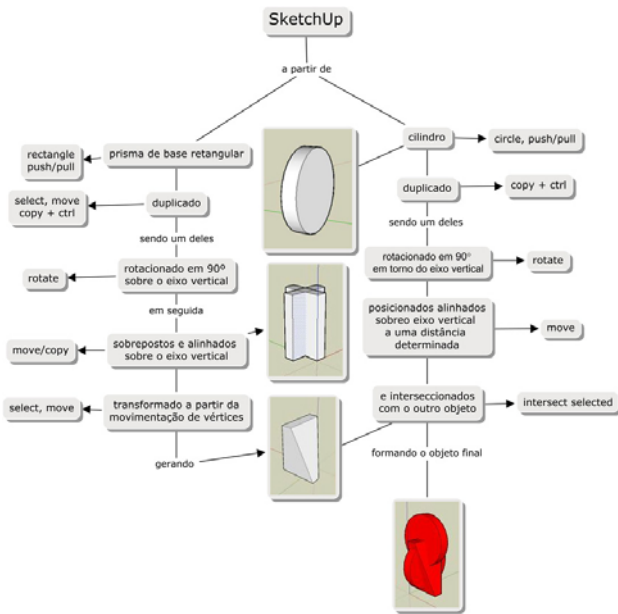 SketchUp
a partir de
rectangle
push/pull
prisma de base retangular
select, move
copy + ctrl
duplicado
sendo um deles
rotate
rotacionado em 90º
sobre o eixo vertical
em seguida
move/copy
sobrepostos e alinhados
sobre o eixo vertical
select, move
transformado a partir da
movimentação de vértices
gerando
cilindro
circle, push/pull
duplicado
copy + ctrl
sendo um deles
rotacionado em 90°
em torno do eixo vertical
rotate
posicionados alinhados
sobreo eixo vertical
a uma distância
determinada
move
e interseccionados
com o outro objeto
intersect selected
formando o objeto final